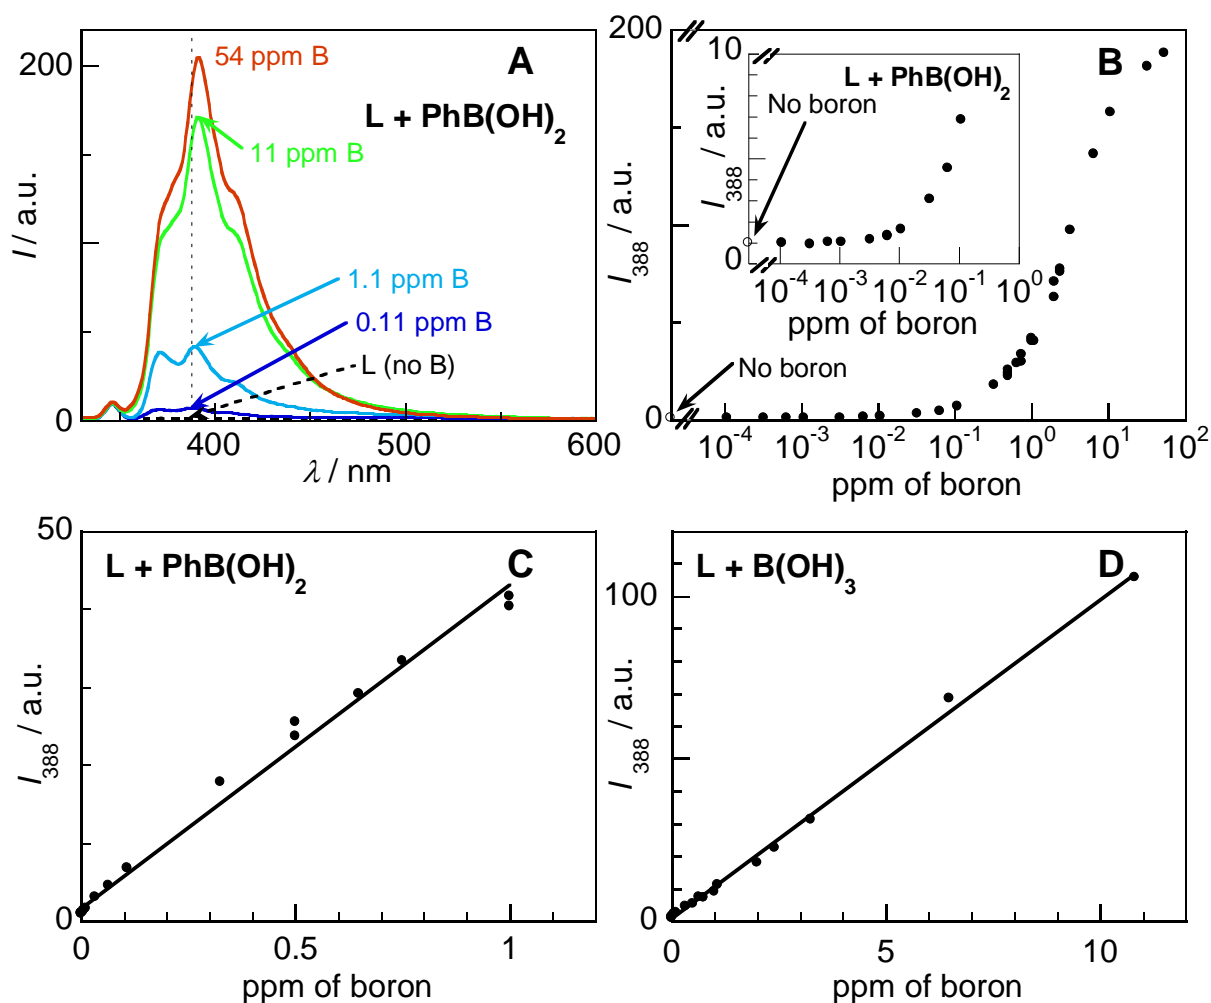 A
L + PhB(OH)2
54 ppm B
11 ppm B
1.1 ppm B
0.11 ppm B
L (no B)
I / a.u.
200
0
400
500
600
λ / nm
B
200
0
I388 / a.u.
No boron
10-4
10-3
10-2
10-1
100
101
102
ppm of boron
L + PhB(OH)2
No boron
10
0
I388 / a.u.
10-4
10-3
10-2
10-1
100
ppm of boron
C
L + PhB(OH)2
50
0
I388 / a.u.
0
0.5
1
ppm of boron
D
L + B(OH)3
100
0
I388 / a.u.
0
5
10
ppm of boron